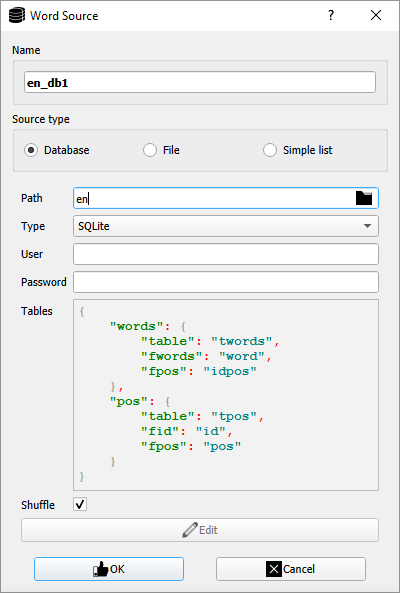 Word Source
?
Name
en_db1
Source type
Database
File
Simple list
Path
en
Type
SQLite
User
Password
Tables
{
"words": {
"table": "twords",
"fwords": "word",
"fpos": "idpos"
},
"pos": {
"table": "tpos",
"fid": "id",
"fpos": "pos"
}
}
Shuffle
Edit
OK
Cancel